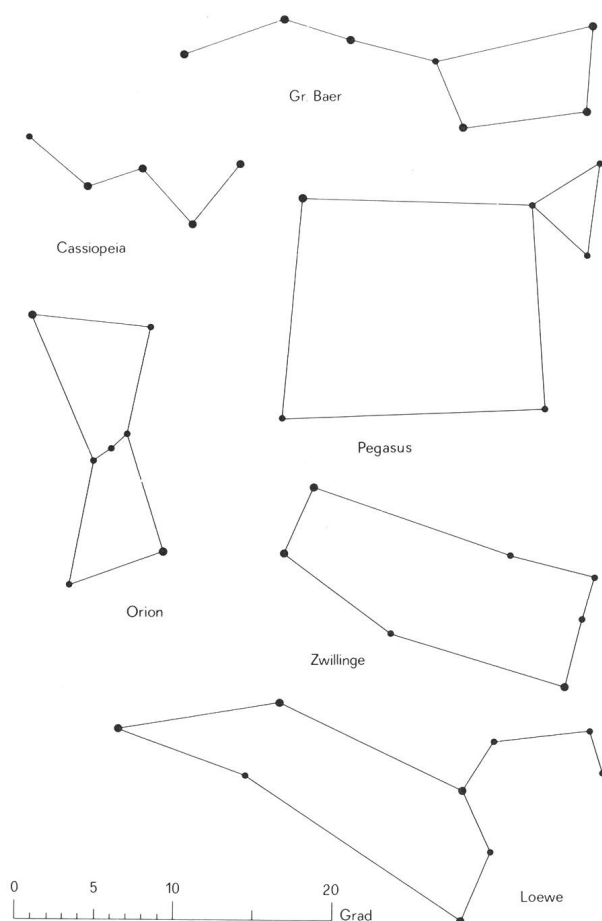 Gr. Baer
Cassiopeia
Pegasus
Orion
Zwillinge
Loewe
0 5 10 20 Grad